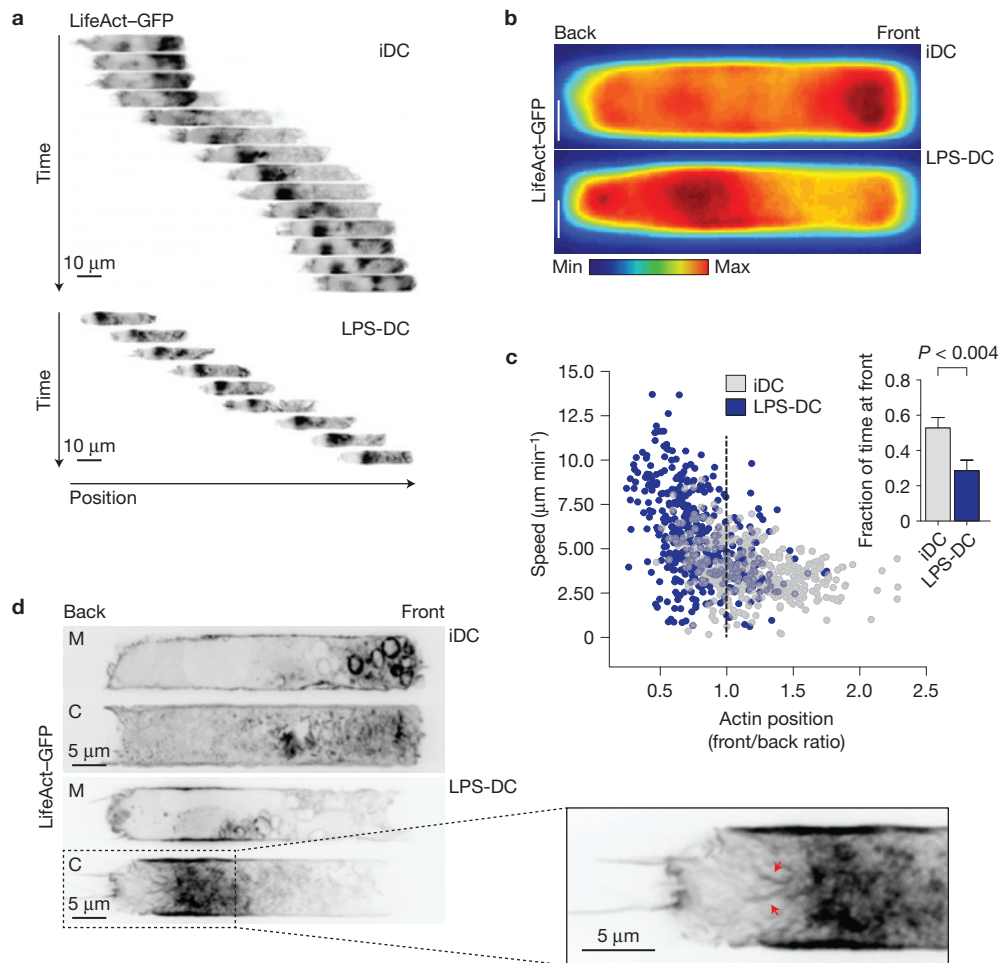 a
LifeAct–GFP
iDC
Time
10 μm
LPS-DC
Time
10 μm
Position
b
Back
Front
iDC
LifeAct–GFP
LPS-DC
Min
Max
c
P < 0.004
iDC
LPS-DC
Fraction of time at front
0.8
0.6
0.4
0.2
0
iDC
LPS-DC
Speed (μm min⁻¹)
15.0
12.5
10.0
7.50
5.00
2.50
0
0.5
1.0
1.5
2.0
2.5
Actin position
(front/back ratio)
d
Back
Front
LifeAct–GFP
M
iDC
C
5 μm
M
LPS-DC
C
5 μm
5 μm